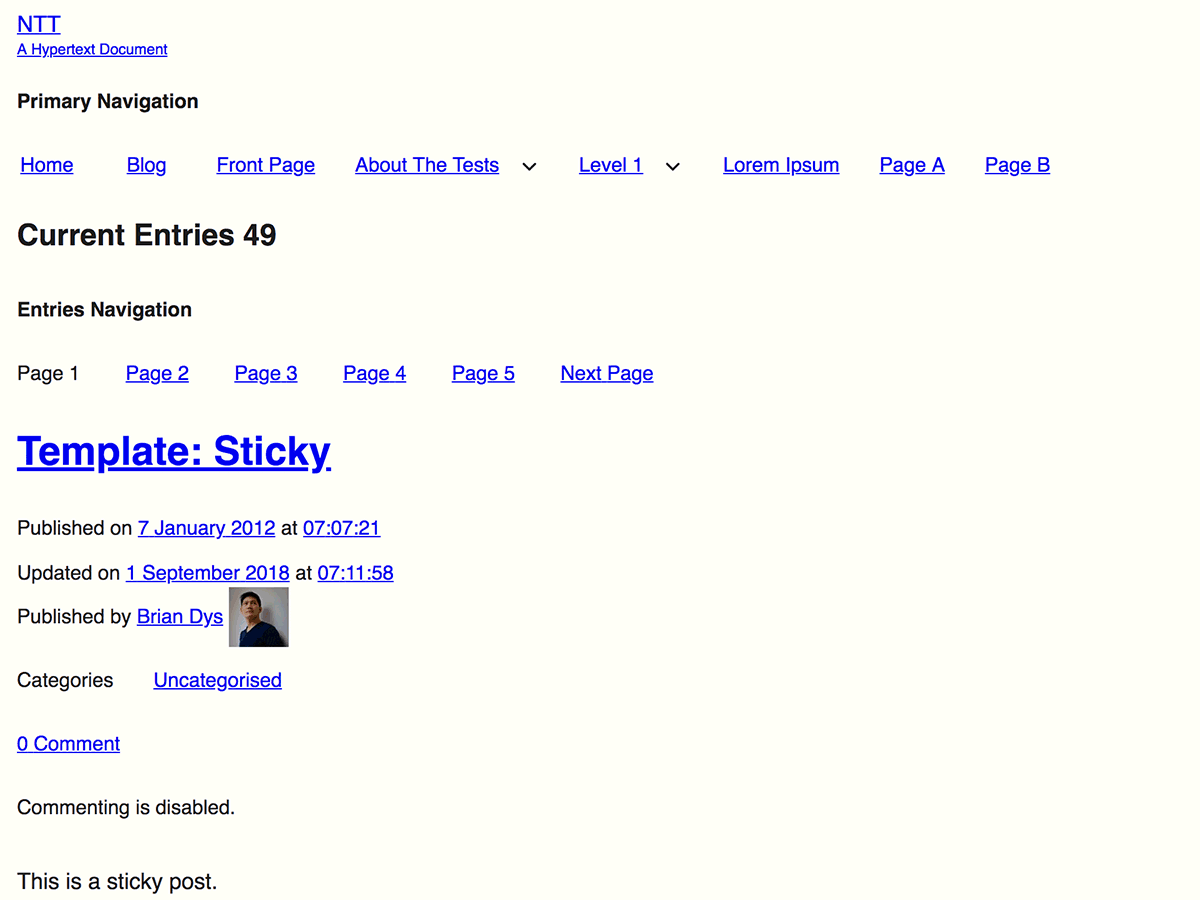 NTT
A Hypertext Document
Primary Navigation
Home Blog Front Page About The Tests Level 1 Lorem Ipsum Page A Page B
Current Entries 49
Entries Navigation
Page 1 Page 2 Page 3 Page 4 Page 5 Next Page
Template: Sticky
Published on 7 January 2012 at 07:07:21
Updated on 1 September 2018 at 07:11:58
Published by Brian Dys
Categories Uncategorised
0 Comment
Commenting is disabled.
This is a sticky post.